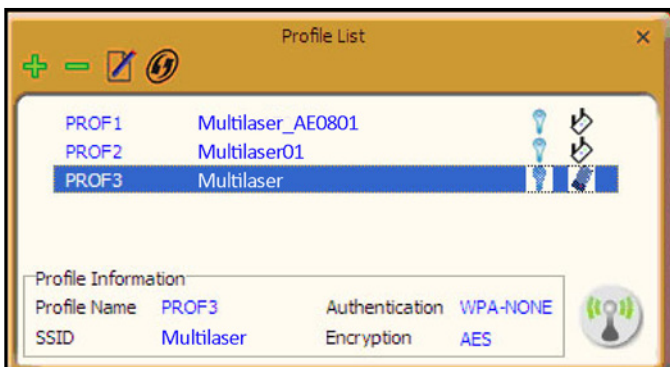 Profile List
PROF1 Multilaser_AE0801
PROF2 Multilaser01
PROF3 Multilaser
Profile Information
Profile Name PROF3 Authentication WPA-NONE
SSID Multilaser Encryption AES